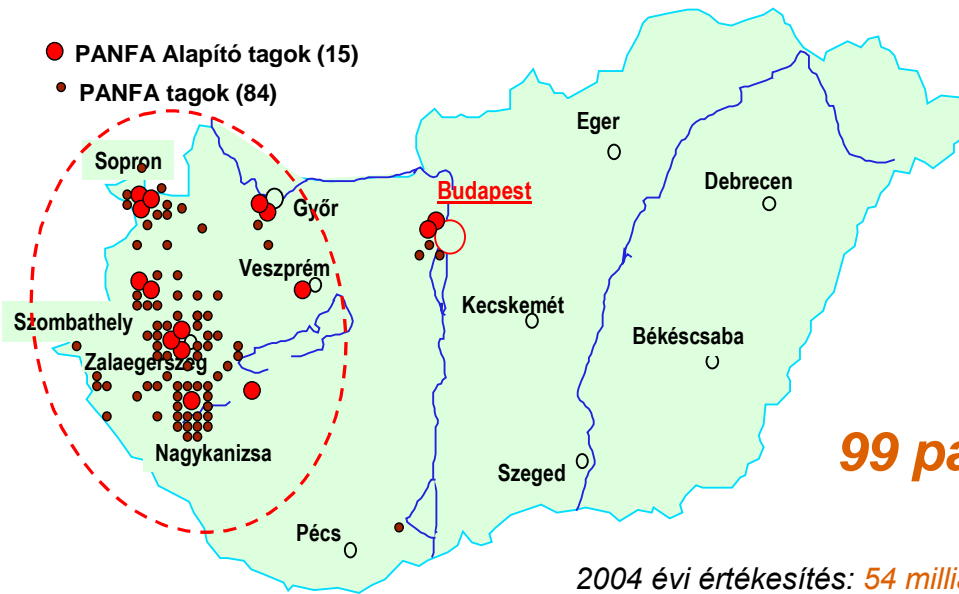 PANFA Alapító tagok (15)
PANFA tagok (84)
Eger
Sopron
Debrecen
Budapest
Győr
Veszprém
Kecskemét
Szombathely
Békéscsaba
Zalaegerszeg
99 pa
Nagykanizsa
Szeged
Pécs
2004 évi értékesítés: 54 millia